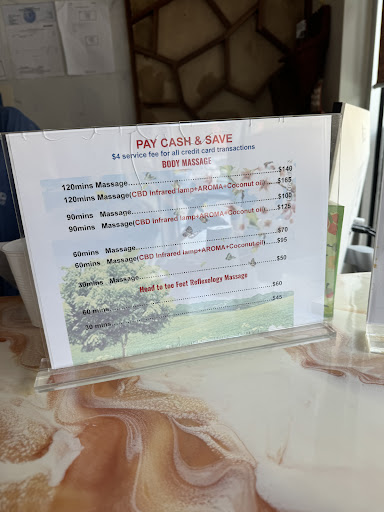 PAY CASH & SAVE
$4 service fee for all credit card transactions
BODY MASSAGE
120mins Massage...$140
120mins Massage(CBD infrared lamp+AROMA+Coconut oil)...$165
90mins Massage...$100
90mins Massage(CBD infrared lamp+AROMA+Coconut oil)...$125
60mins Massage...$70
60mins Massage(CBD infrared lamp+AROMA+Coconut oil)...$95
30mins Massage...$50
Head to toe Feet Reflexology Massage
60 mins...$60
30 mins...$45